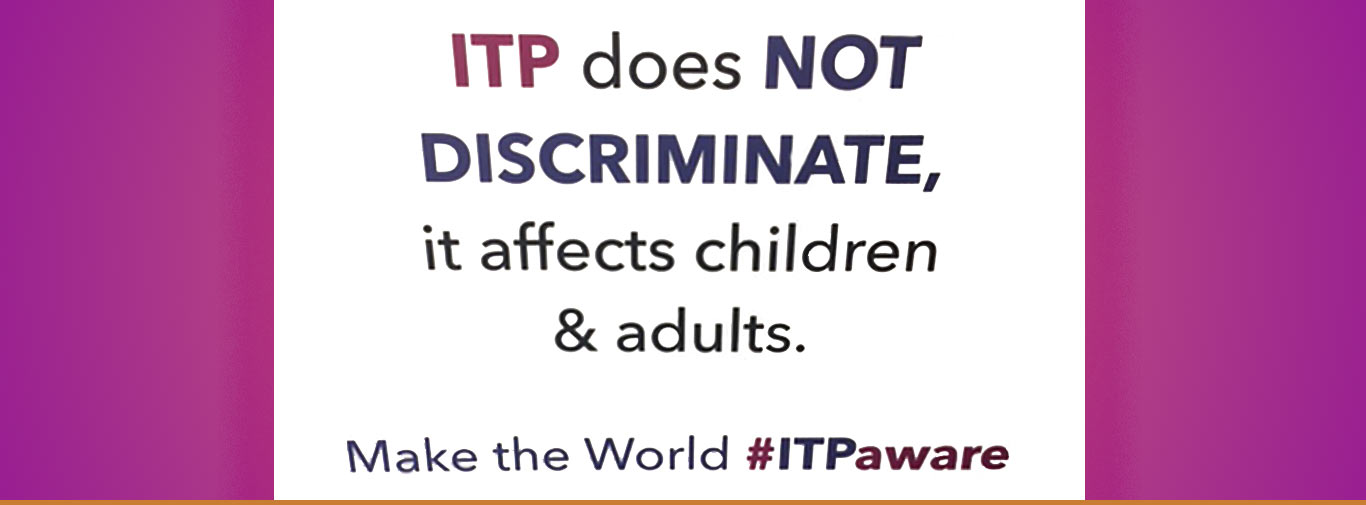 ITP does NOT
DISCRIMINATE,
it affects children
& adults.
Make the World #ITPaware